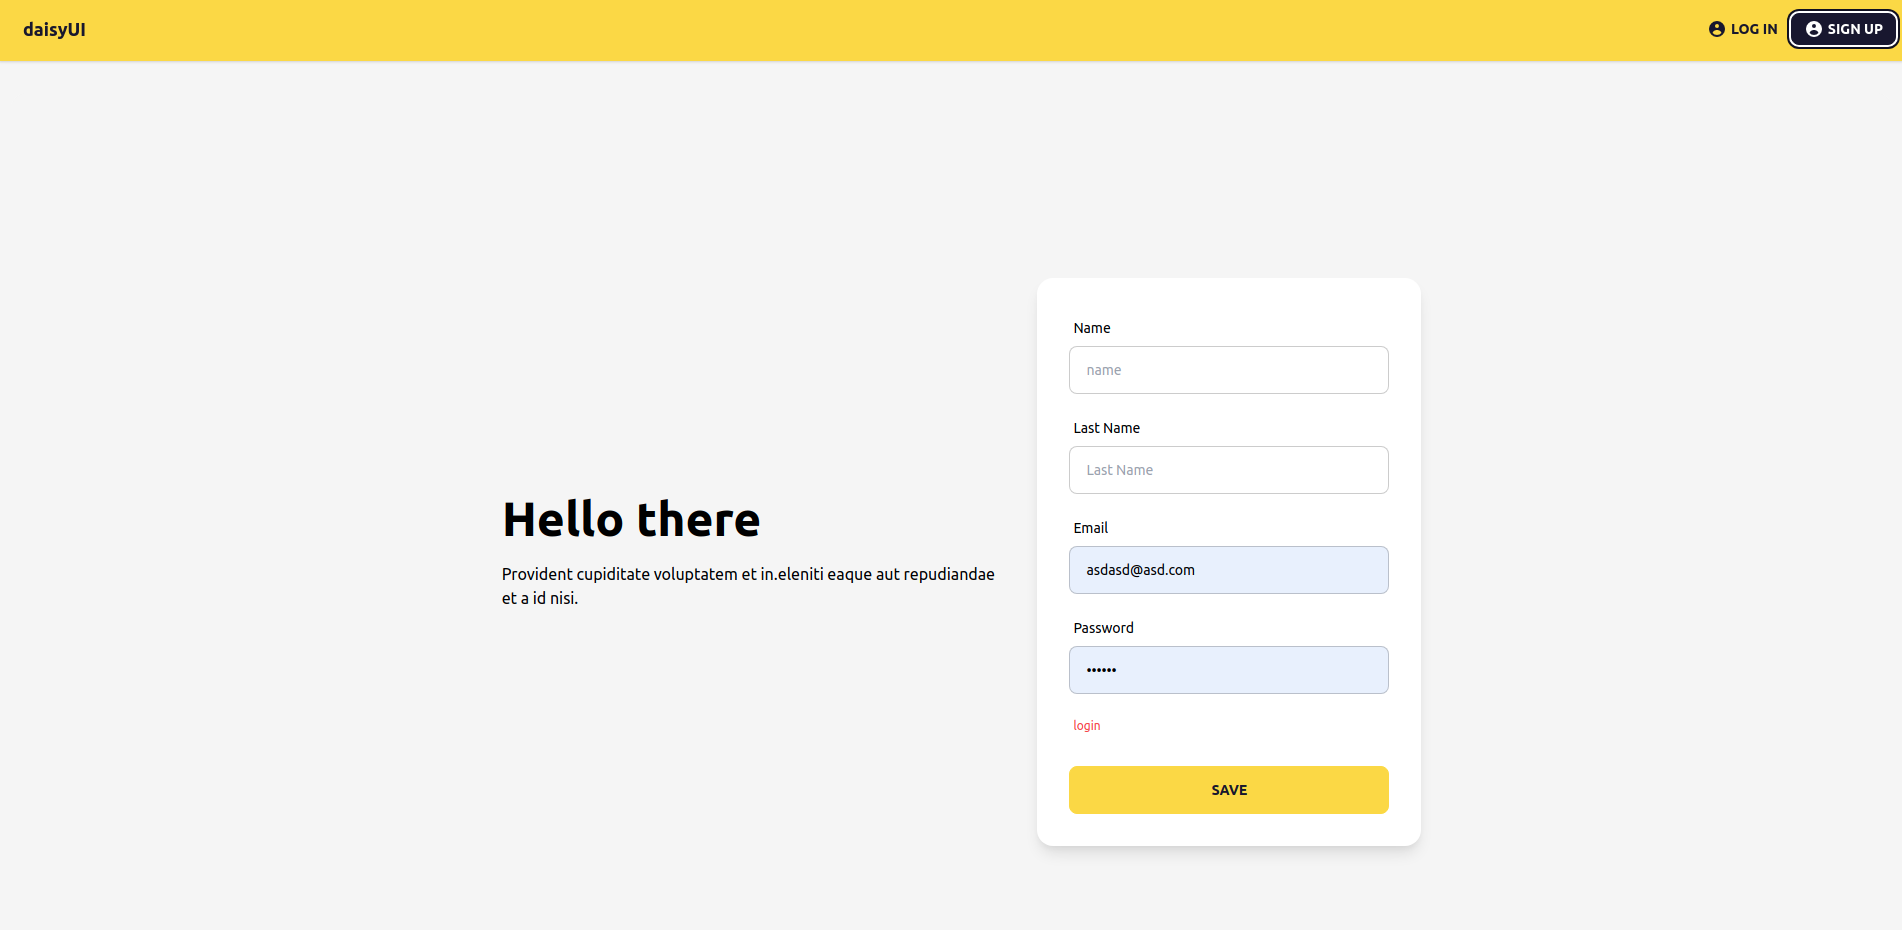 daisyUI
LOG IN
SIGN UP
Hello there
Provident cupiditate voluptatem et in.eleniti eaque aut repudiandae
et a id nisi.
Name
name
Last Name
Last Name
Email
asdasd@asd.com
Password
••••••
login
SAVE